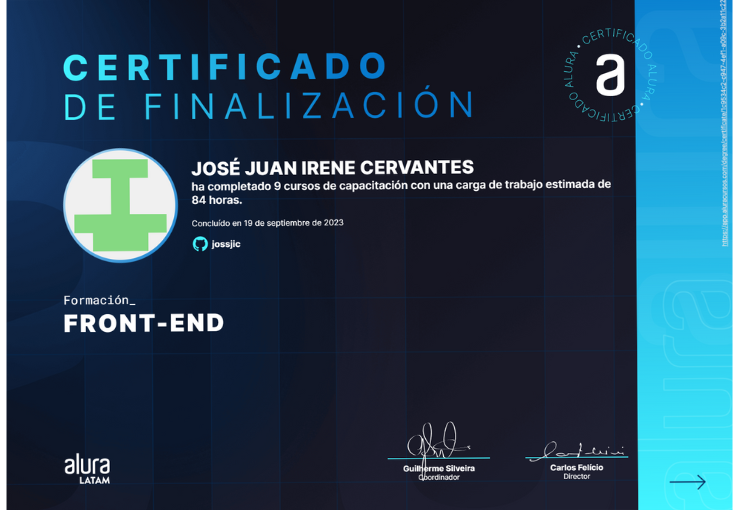 CERTIFICADO
DE FINALIZACIÓN
CERTIFICADO ALURA • CERTIFICADO ALURA •
a
JOSÉ JUAN IRENE CERVANTES
ha completado 9 cursos de capacitación con una carga de trabajo estimada de
84 horas.
Concluído en 19 de septiembre de 2023
jossjic
Formación_
FRONT-END
alura
LATAM
Guilherme Silveira
Coordinador
Carlos Felício
Director
alura